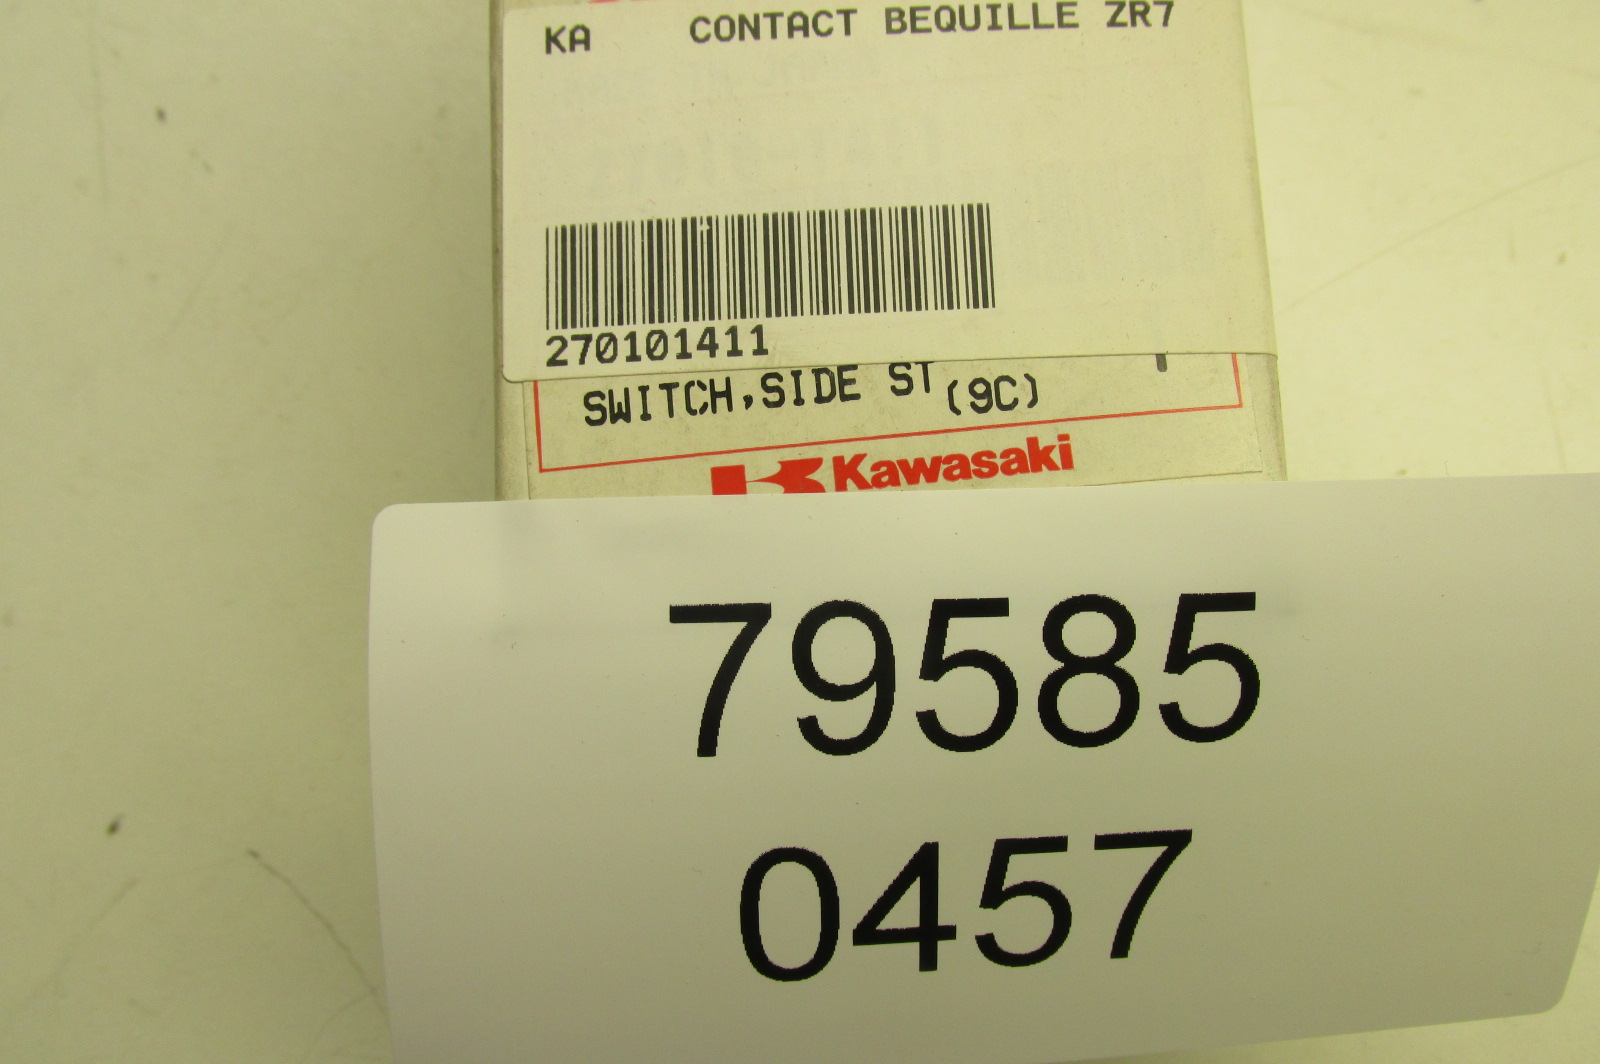 KA CONTACT BEQUILLE ZR7
270101411
SWITCH,SIDE ST (9C)
Kawasaki
79585
0457